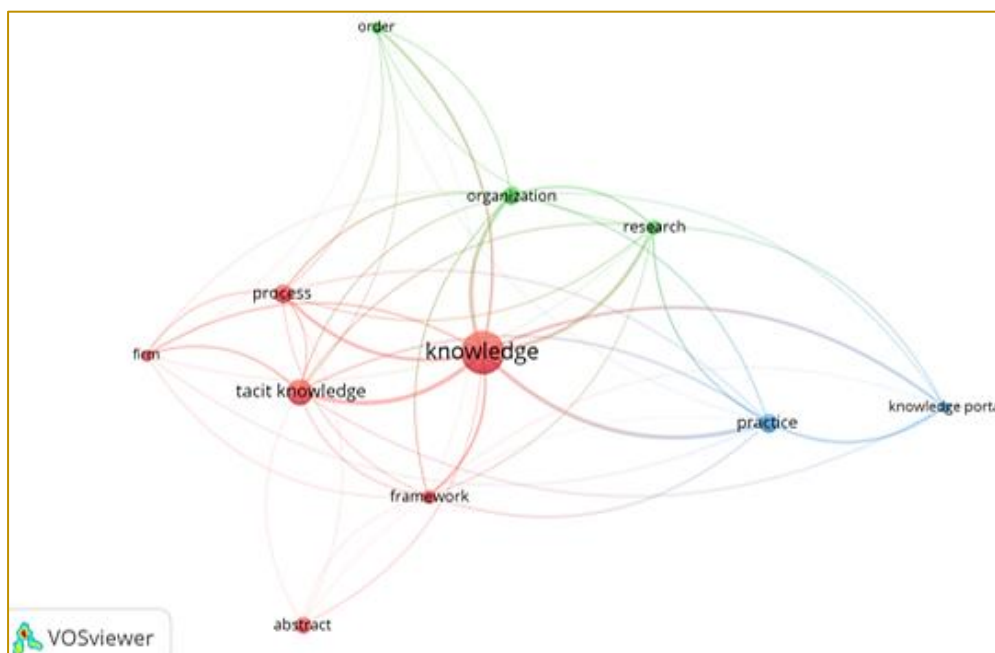 order
organization
research
process
knowledge
firm
tacit knowledge
knowledge porta
practice
framework
abstract
VOSviewer